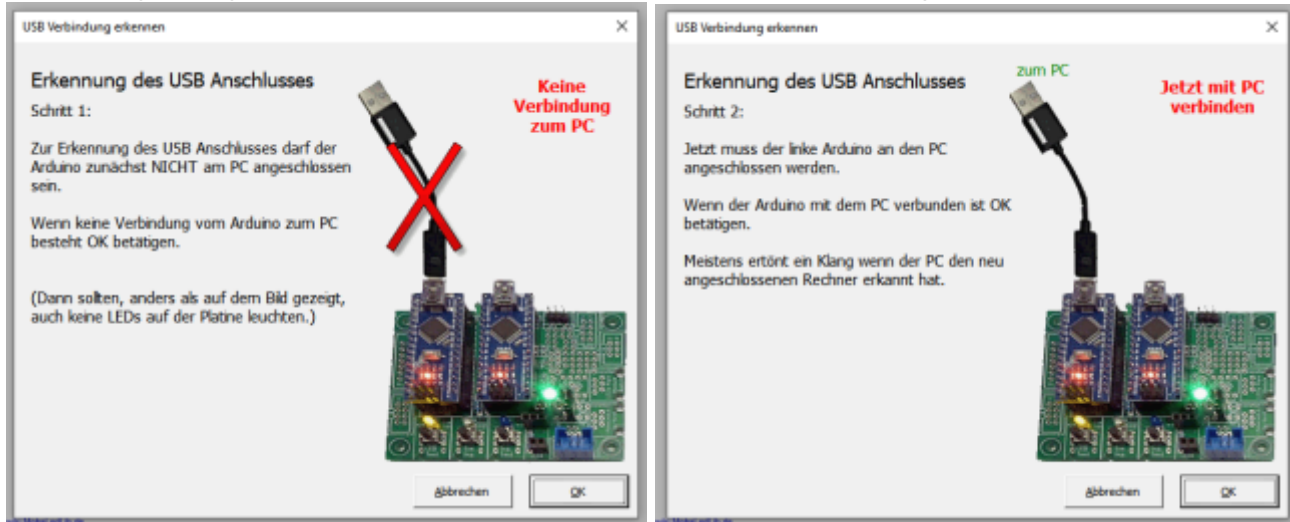 USB Verbindung erkennen
Erkennung des USB Anschlusses
Keine
Verbindung
zum PC
Schritt 1:
Zur Erkennung des USB Anschlusses darf der
Arduino zunächst NICHT am PC angeschlossen
sein.
Wenn keine Verbindung vom Arduino zum PC
besteht OK betätigen.
(Dann sollten, anders als auf dem Bild gezeigt,
auch keine LEDs auf der Platine leuchten.)
Abbrechen
OK
USB Verbindung erkennen
Erkennung des USB Anschlusses
zum PC
Jetzt mit PC
verbinden
Schritt 2:
Jetzt muss der linke Arduino an den PC
angeschlossen werden.
Wenn der Arduino mit dem PC verbunden ist OK
betätigen.
Meistens ertönt ein Klang wenn der PC den neu
angeschlossenen Rechner erkannt hat.
Abbrechen
OK